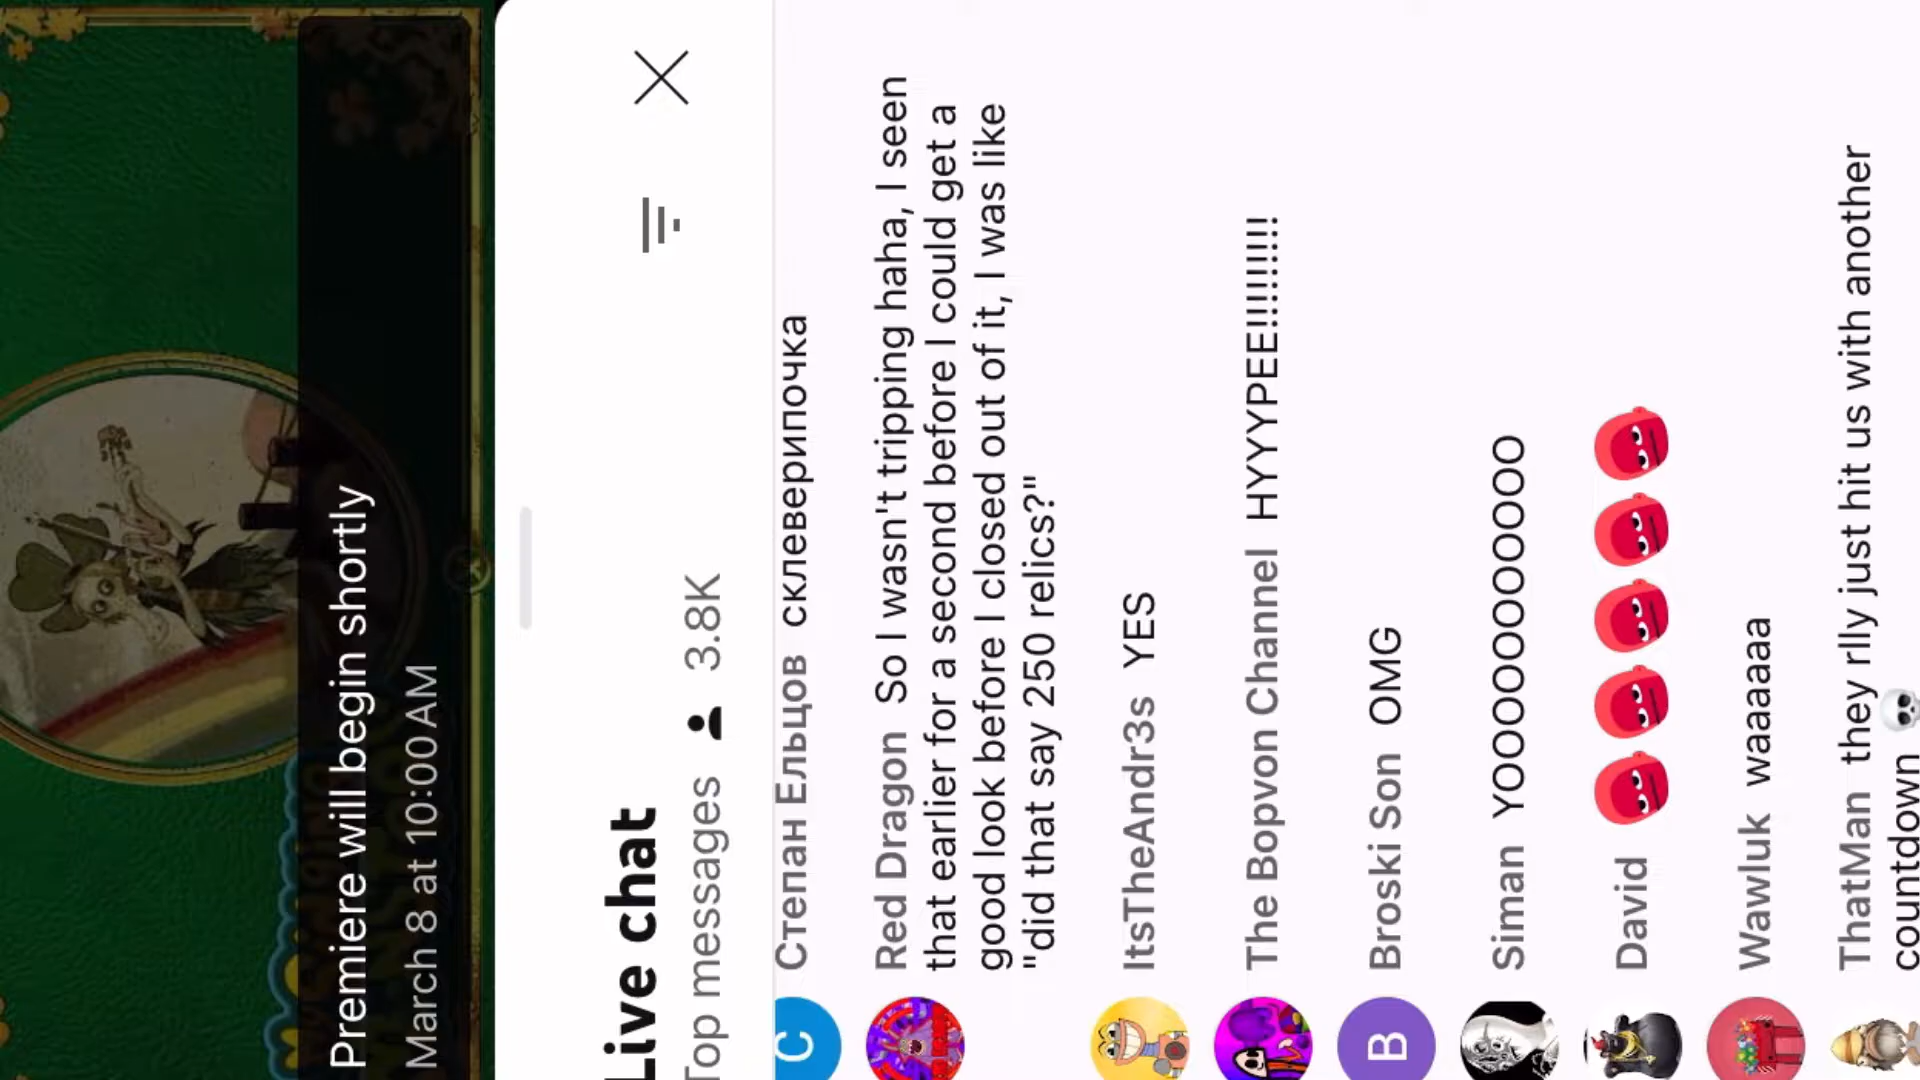 Premiere will begin shortly
March 8 at 10:00 AM
Live chat
Top messages 3.8K
Степан Ельцов склеверипочка
Red Dragon So I wasn't tripping haha, I seen
that earlier for a second before I could get a
good look before I closed out of it, I was like
"did that say 250 relics?"
ItsTheAndr3s YES
The Bopvon Channel HYYYPEE!!!!!!!!!!
B
Broski Son OMG
Siman YOOOOOOOOOOOO
David
Wawluk waaaaaa
ThatMan they rlly just hit us with another
countdown 💀
C